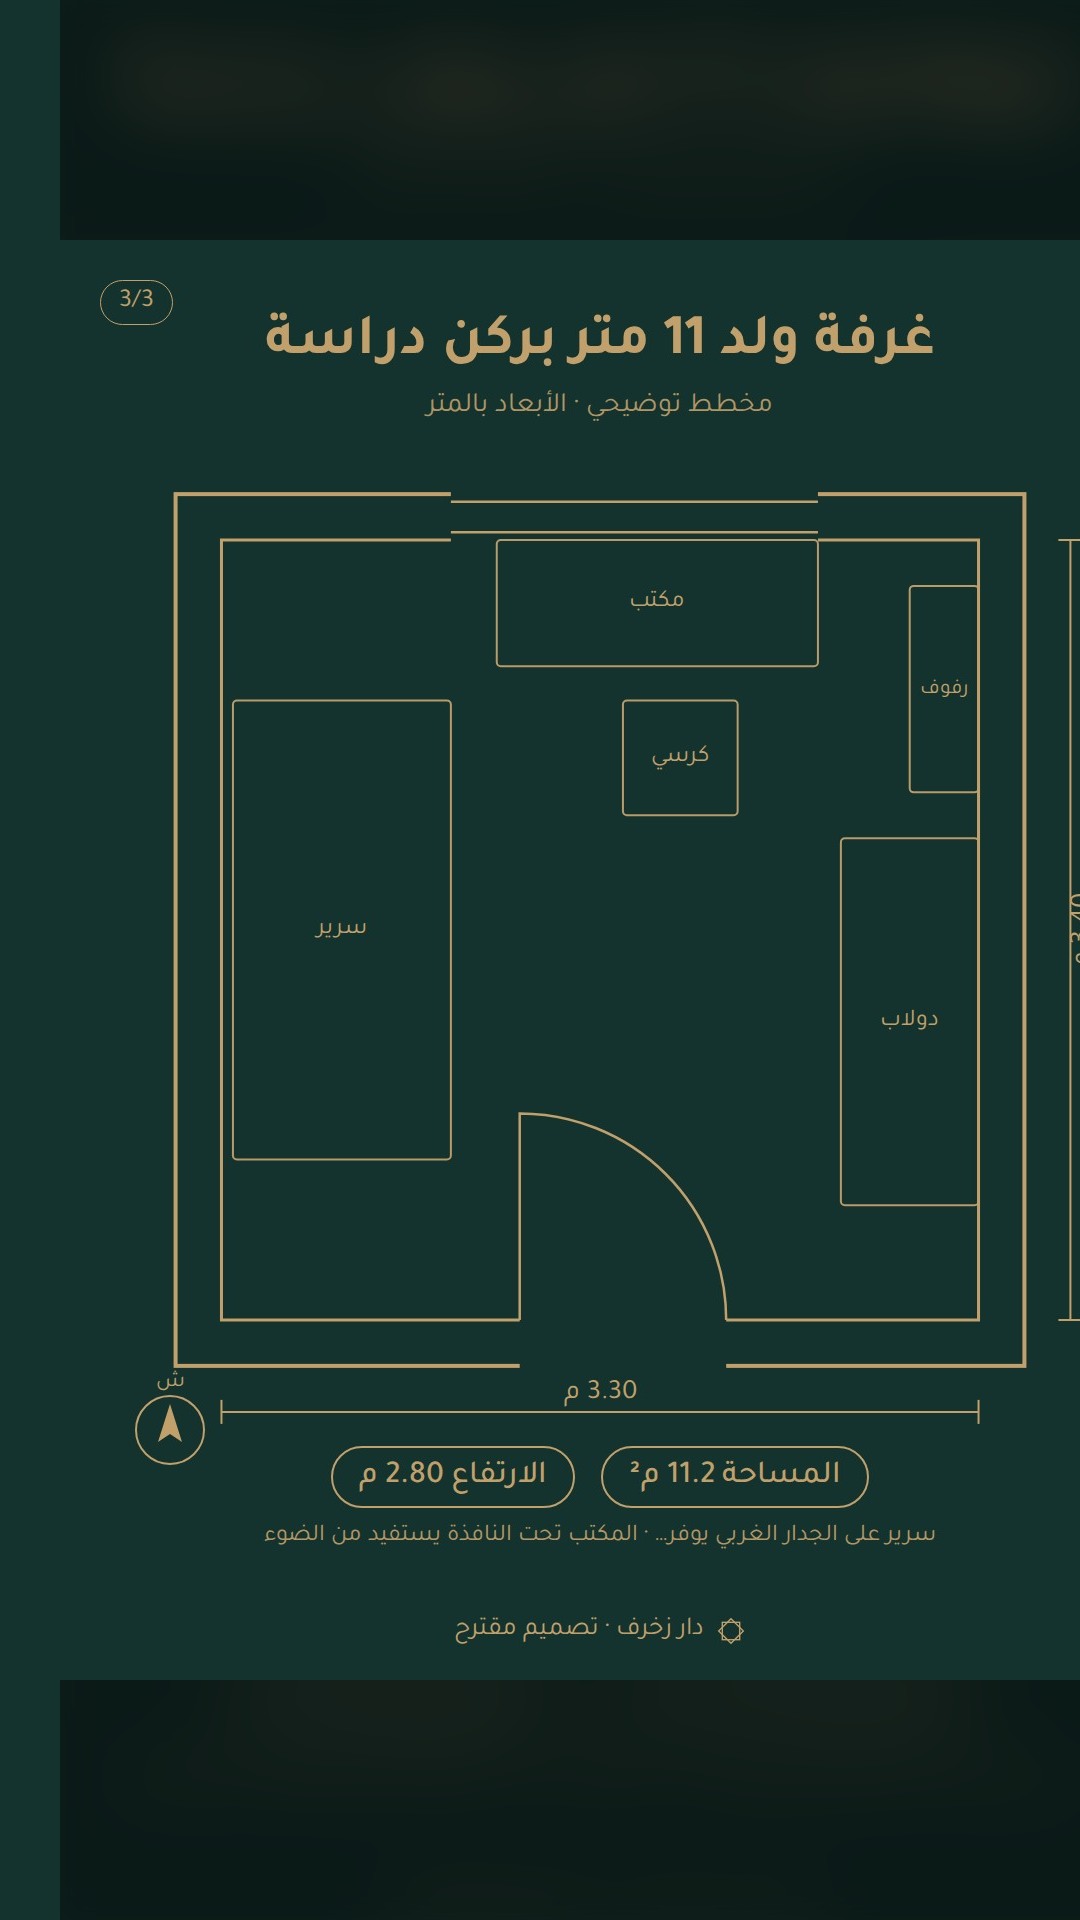 3/3
غرفة ولد 11 متر بركن دراسة
مخطط توضيحي · الأبعاد بالمتر
مكتب
رفوف
كرسي
سرير
دولاب
3.40
ش
3.30 م
المساحة 11.2 م²
الارتفاع 2.80 م
سرير على الجدار الغربي يوفر… · المكتب تحت النافذة يستفيد من الضوء
دار زخرف · تصميم مقترح